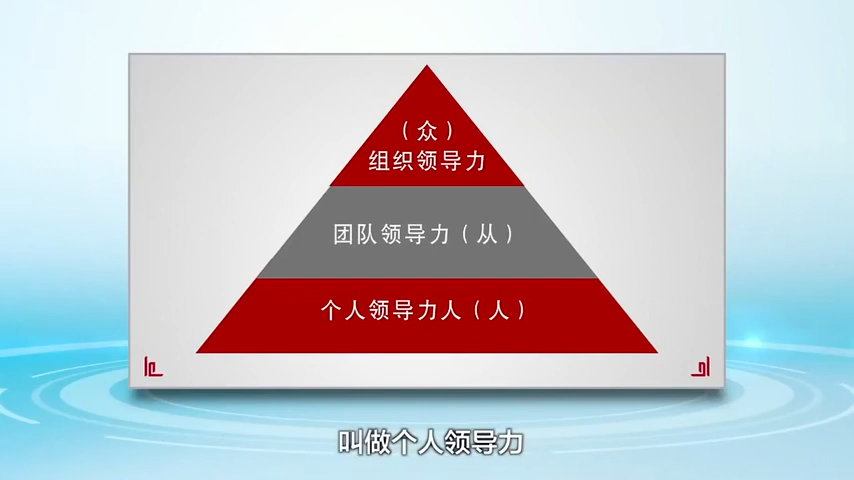 （众）
组织领导力
团队领导力（从）
个人领导力人（人）
叫做个人领导力